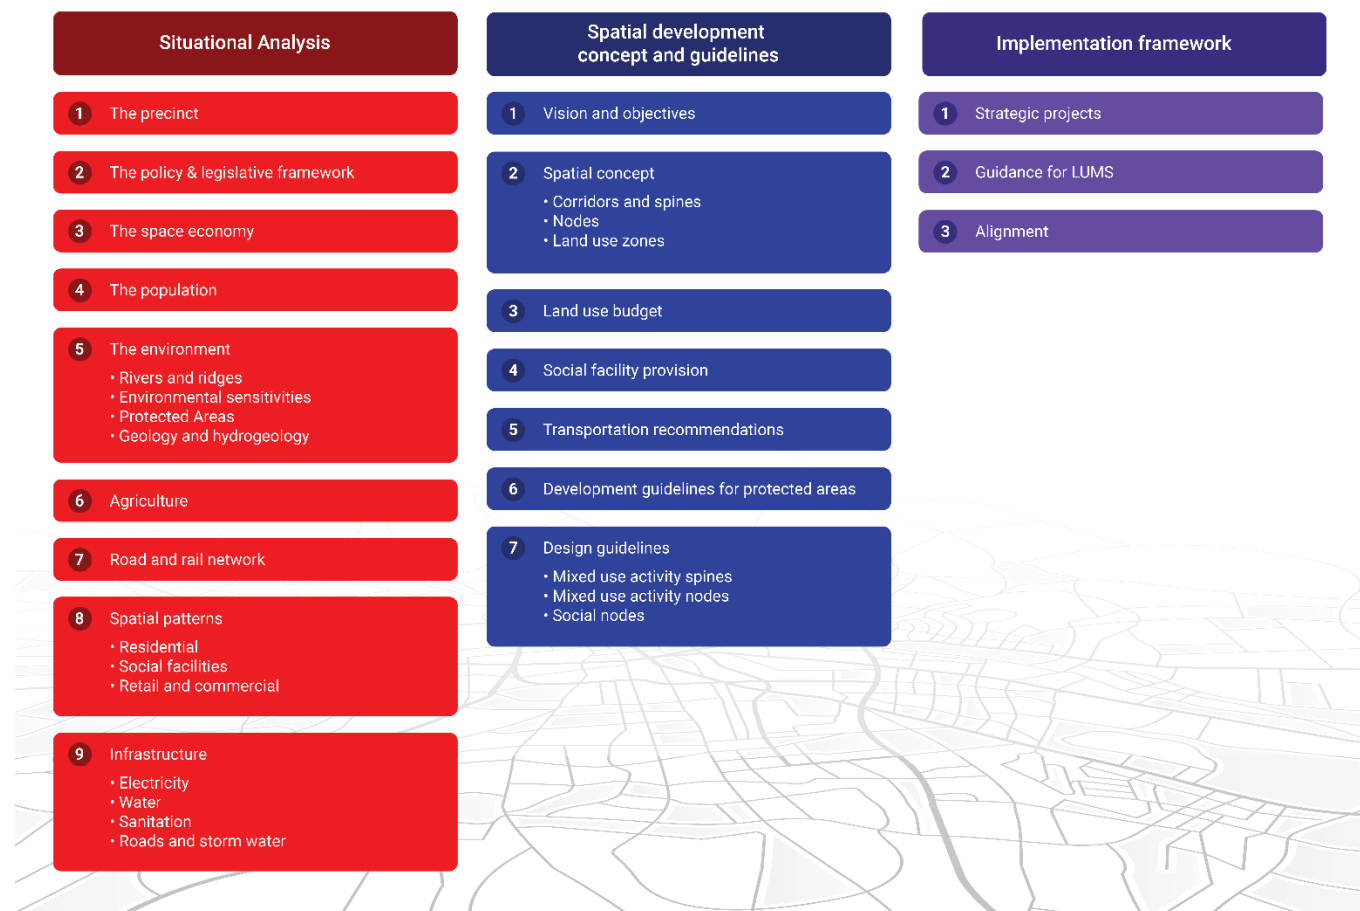 Situational Analysis
1 The precinct
2 The policy & legislative framework
3 The space economy
4 The population
5 The environment
• Rivers and ridges
• Environmental sensitivities
• Protected Areas
• Geology and hydrogeology
6 Agriculture
7 Road and rail network
8 Spatial patterns
• Residential
• Social facilities
• Retail and commercial
9 Infrastructure
• Electricity
• Water
• Sanitation
• Roads and storm water
Spatial development
concept and guidelines
1 Vision and objectives
2 Spatial concept
• Corridors and spines
• Nodes
• Land use zones
3 Land use budget
4 Social facility provision
5 Transportation recommendations
6 Development guidelines for protected areas
7 Design guidelines
• Mixed use activity spines
• Mixed use activity nodes
• Social nodes
Implementation framework
1 Strategic projects
2 Guidance for LUMS
3 Alignment